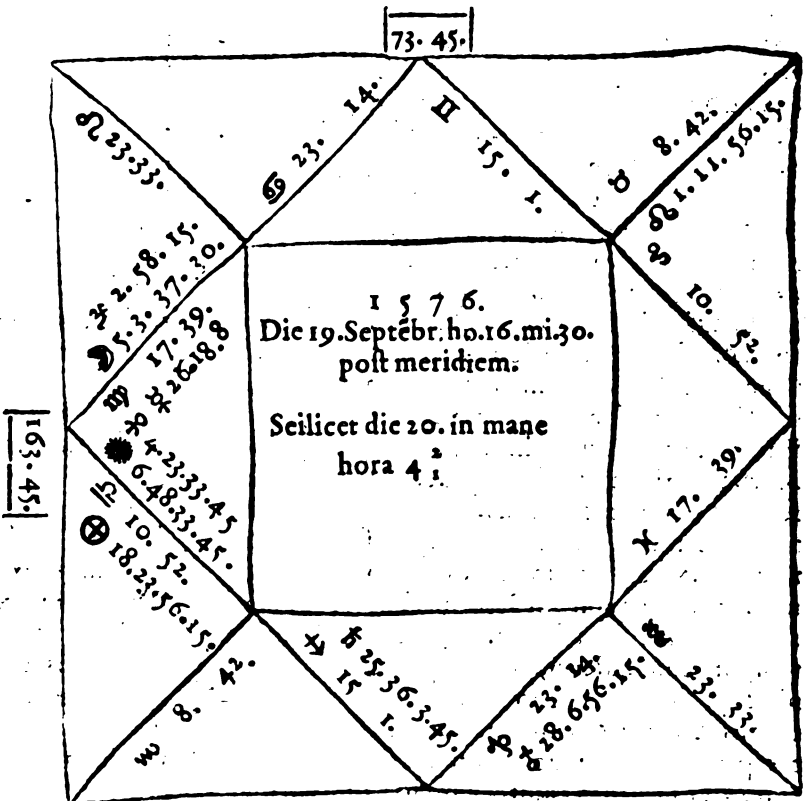 73. 45.
♊ 15. 1.
♋ 23. 14.
♌ 23.33.
♉ 8. 42.
☊ 1. 11. 56.15.
10. 52.
♃ 2. 58. 15.
☽ 5. 3. 37. 30.
♍ 17. 39.
☿ 26.18.8
163. 45.
4.23.33.45
6.48.33.45.
♎ 10. 52.
⊗ 18.23.56.15.
♏ 8. 42.
♐ 15 1.
♄ 25.36.3.45.
♑ 23. 14.
28. 6.56.15.
♒ 23. 33.
♓ 17. 39.
1 5 7 6.
Die 19.Septēbr.ho.16.mi.30.
post meridiem.
Seilicet die 20. in mane
hora 4 2/1